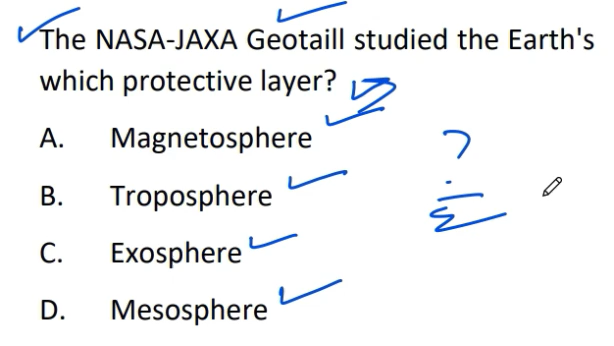 The NASA-JAXA Geotaill studied the Earth's
which protective layer?
A. Magnetosphere
?
B. Troposphere
C. Exosphere
D. Mesosphere